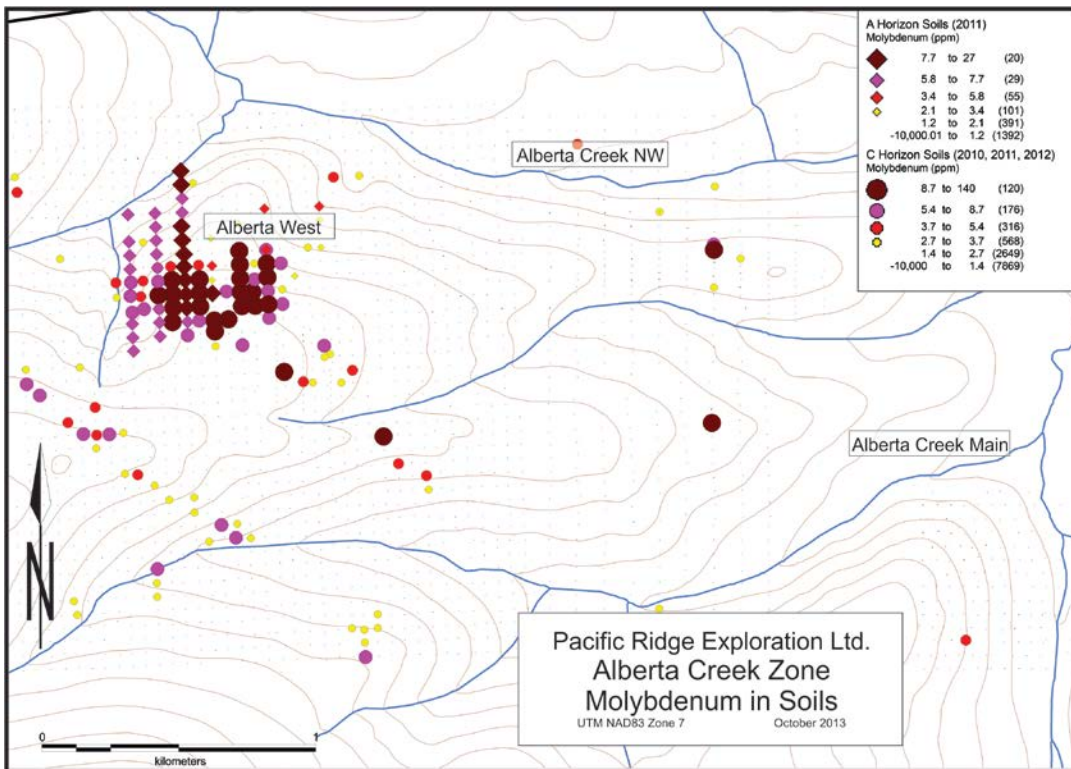 A Horizon Soils (2011)
Molybdenum (ppm)
7.7 to 27 (20)
5.8 to 7.7 (29)
3.4 to 5.8 (55)
2.1 to 3.4 (101)
1.2 to 2.1 (391)
-10,000.01 to 1.2 (1392)
C Horizon Soils (2010, 2011, 2012)
Molybdenum (ppm)
8.7 to 140 (120)
5.4 to 8.7 (176)
3.7 to 5.4 (316)
2.7 to 3.7 (568)
1.4 to 2.7 (2649)
-10,000 to 1.4 (7869)
Alberta Creek NW
Alberta West
Alberta Creek Main
N
Pacific Ridge Exploration Ltd.
Alberta Creek Zone
Molybdenum in Soils
UTM NAD83 Zone 7 October 2013
0 1
kilometers